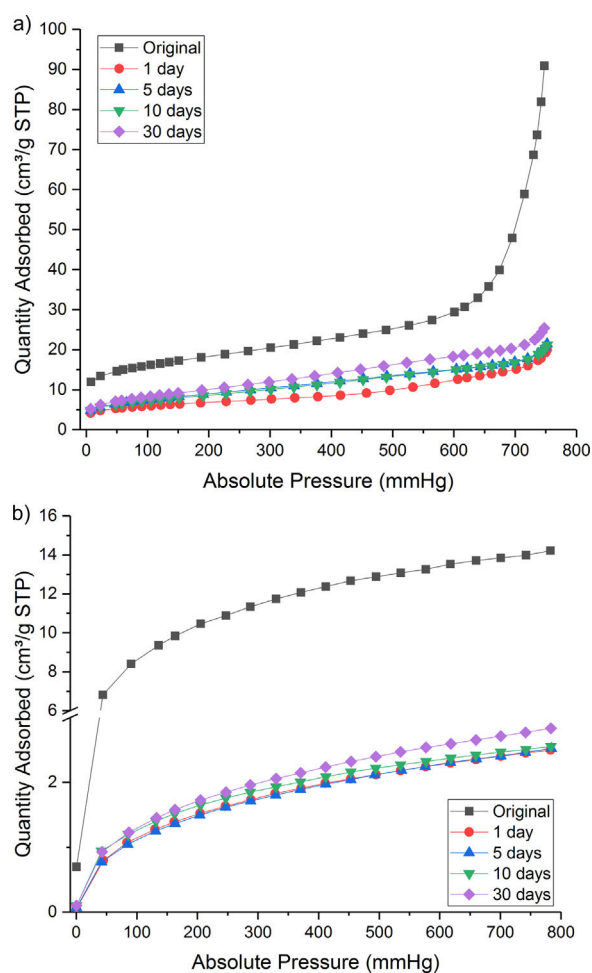 a)
Quantity Adsorbed (cm³/g STP)
100
90
80
70
60
50
40
30
20
10
0
Original
1 day
5 days
10 days
30 days
0 100 200 300 400 500 600 700 800
Absolute Pressure (mmHg)
b)
Quantity Adsorbed (cm³/g STP)
16
14
12
10
8
6
2
0
Original
1 day
5 days
10 days
30 days
0 100 200 300 400 500 600 700 800
Absolute Pressure (mmHg)